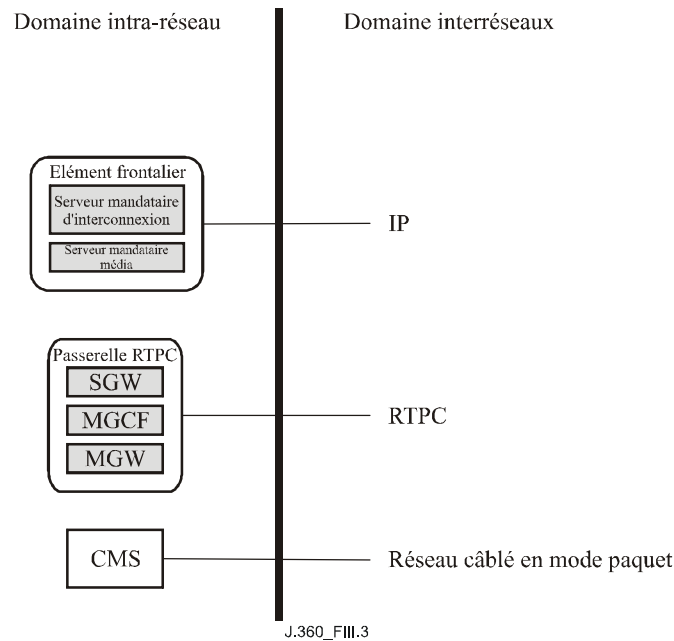 Domaine intra-réseau
Domaine interréseaux
Elément frontalier
Serveur mandataire
d'interconnexion
Serveur mandataire
média
IP
Passerelle RTPC
SGW
MGCF
MGW
RTPC
CMS
Réseau câblé en mode paquet
J.360_FIII.3